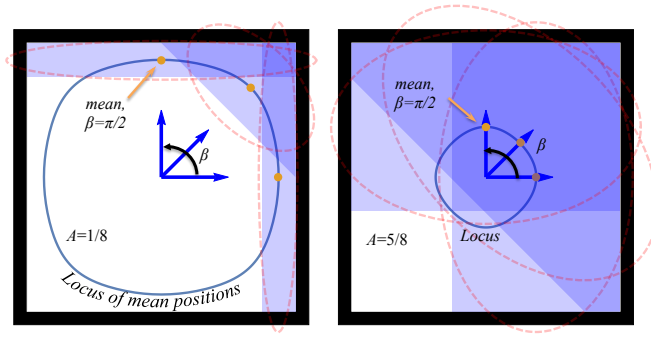 mean,
β=π/2
β
A=1/8
Locus of mean positions
mean,
β=π/2
β
A=5/8
Locus